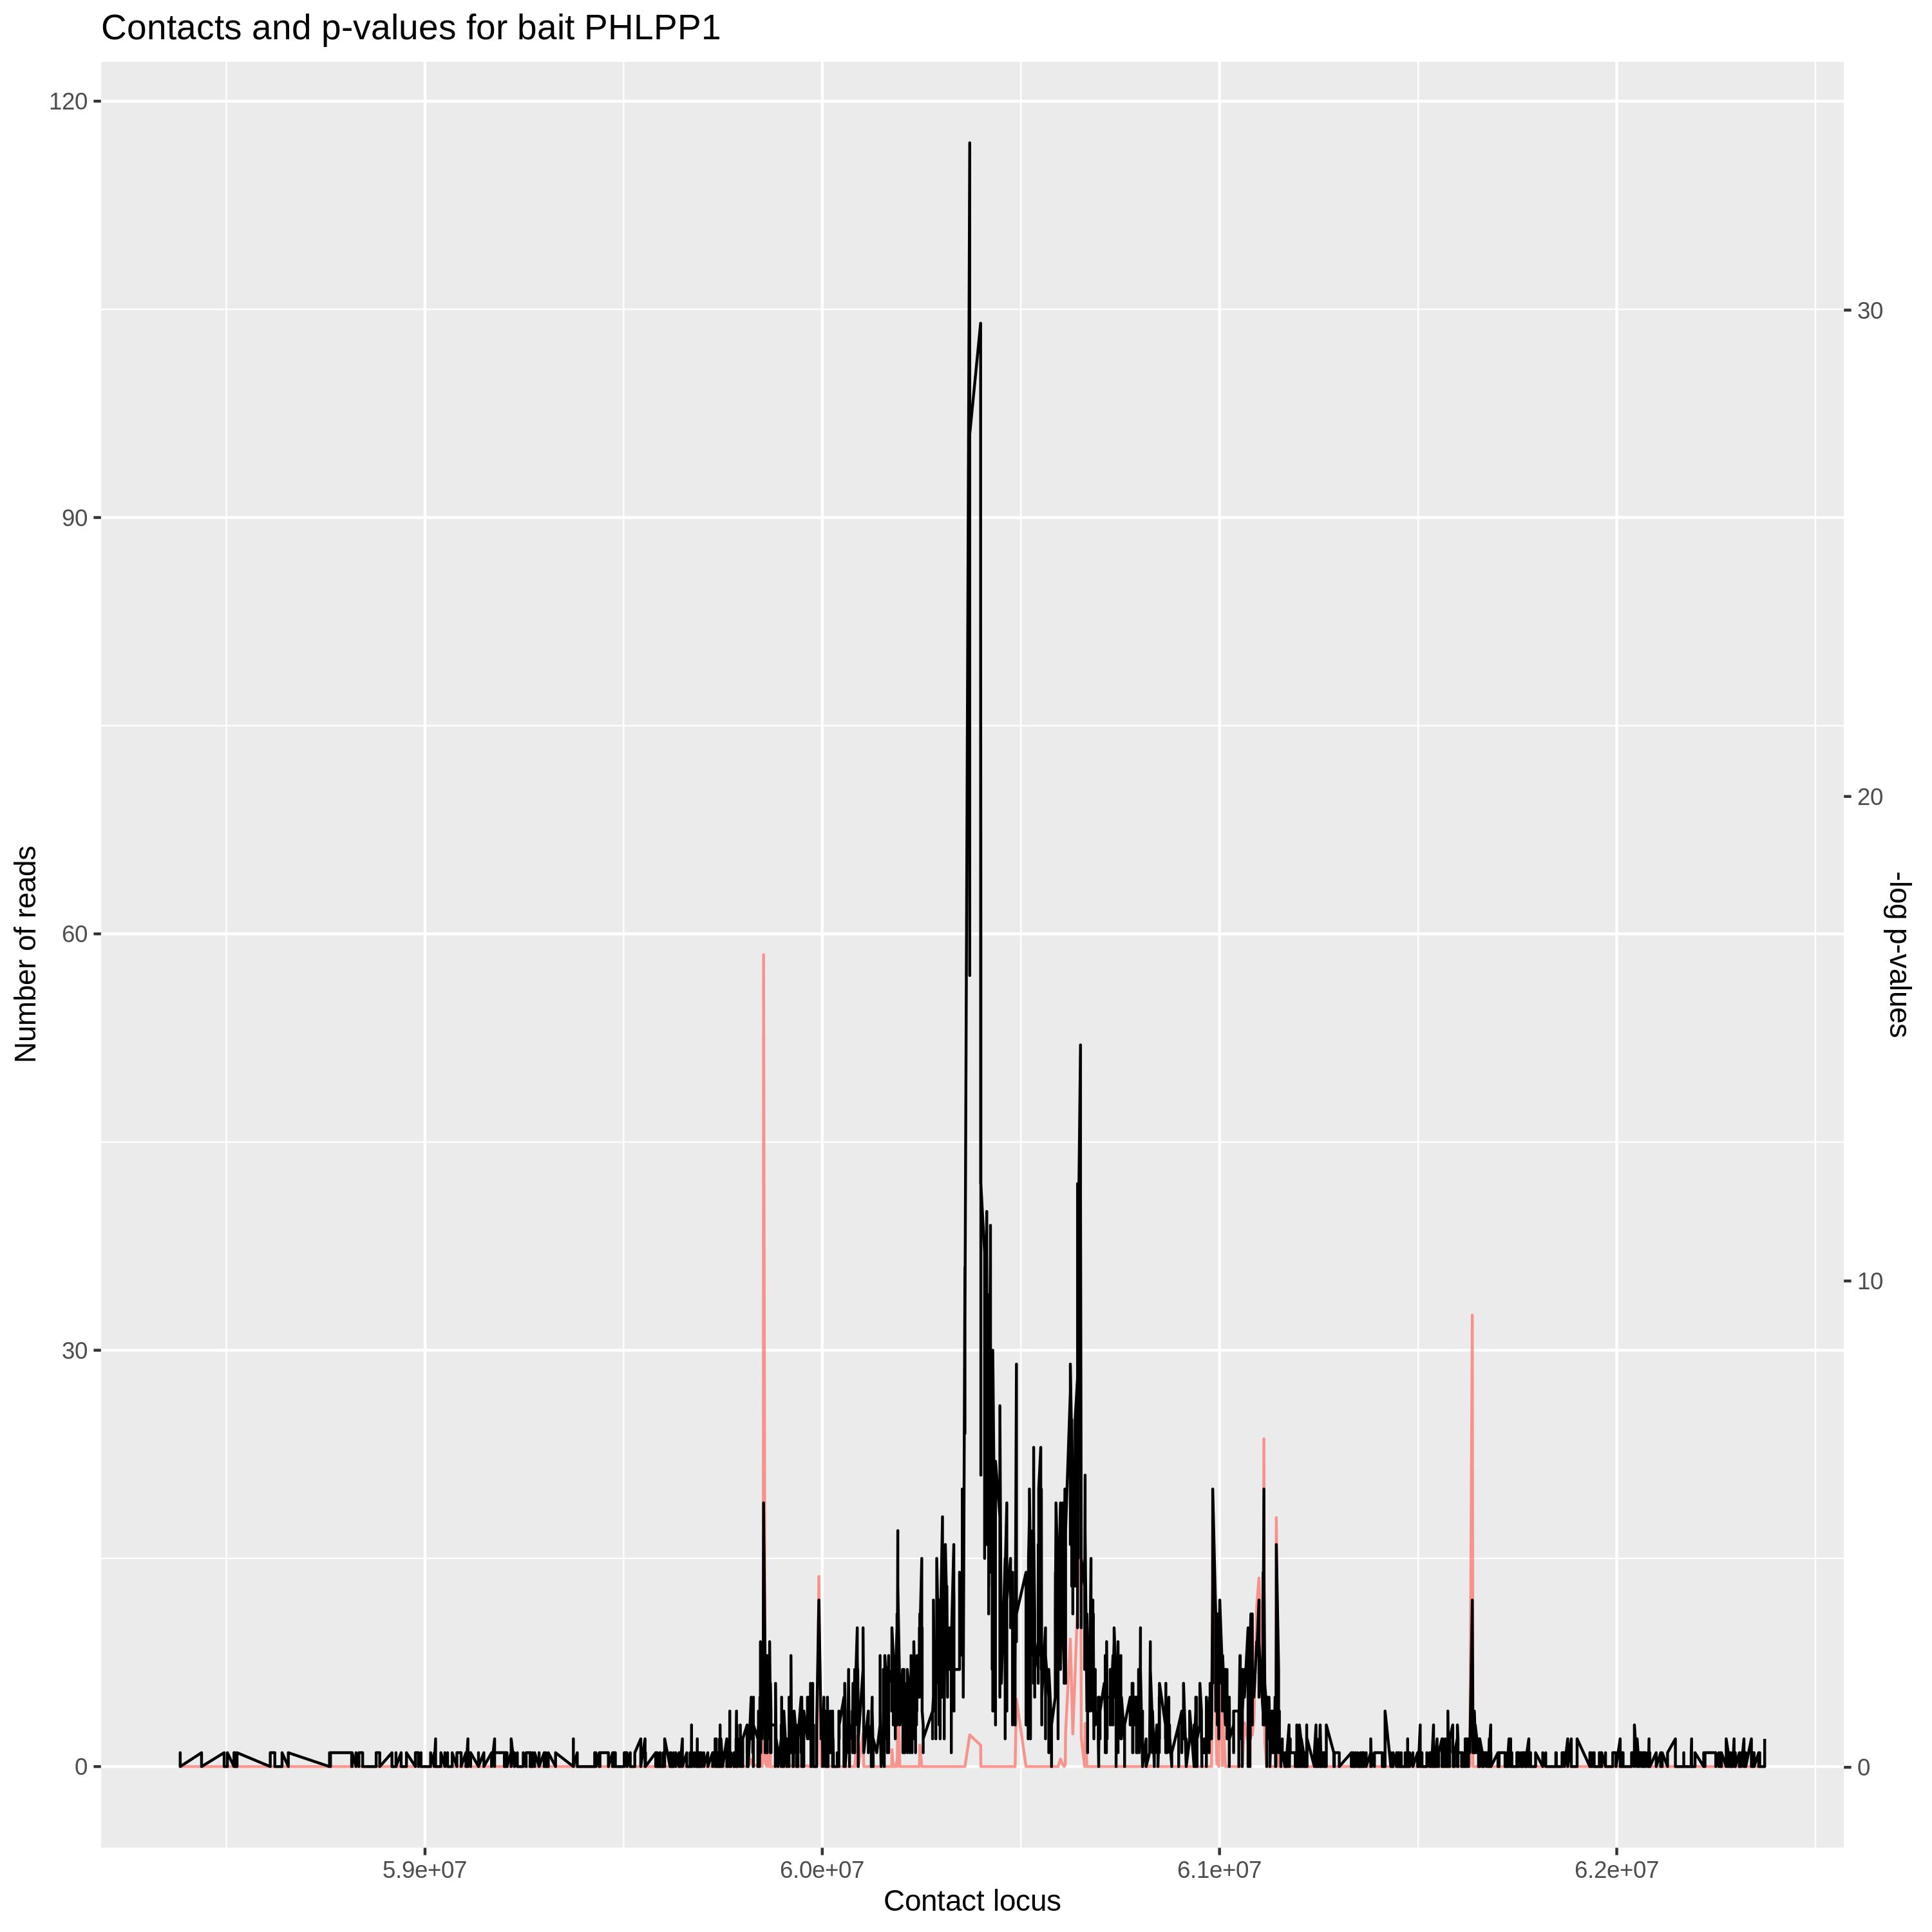 Contacts and p-values for bait PHLPP1
120
90
60
30
0
Number of reads
30
20
10
0
-log p-values
5.9e+07 6.0e+07 6.1e+07 6.2e+07
Contact locus